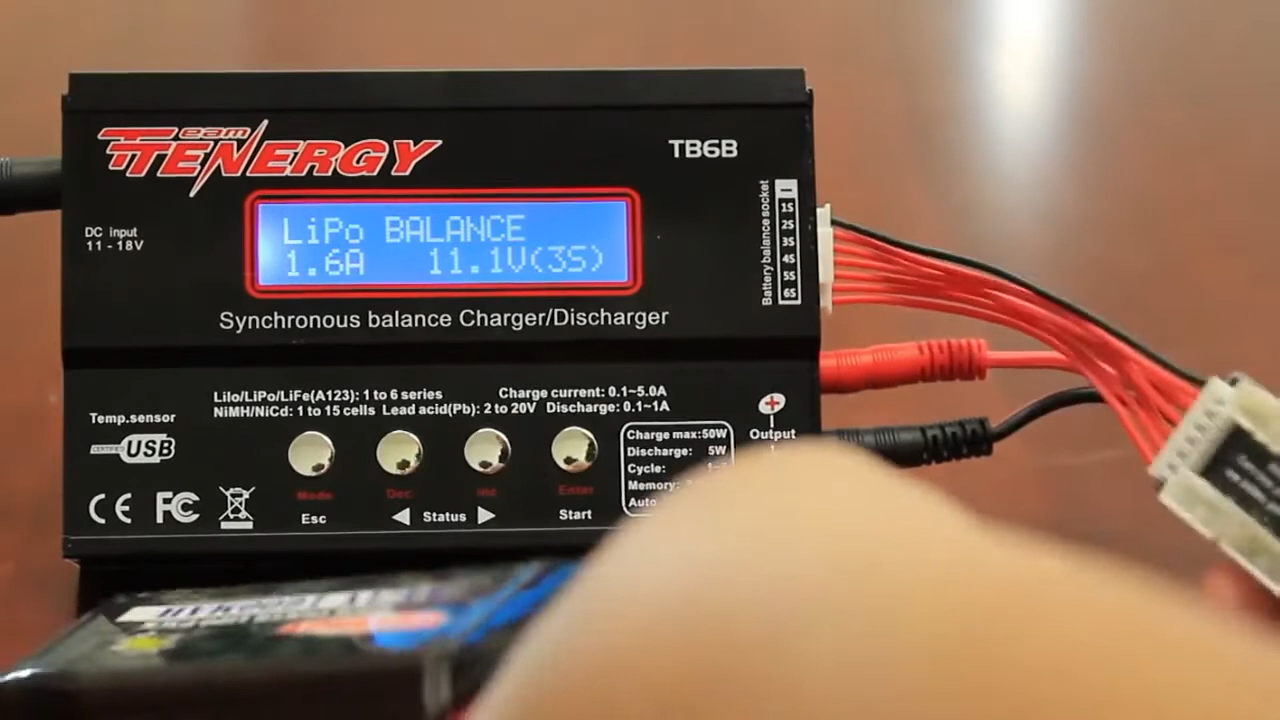 Team TENERGY
TB6B
LiPo BALANCE
1.6A 11.1V(3S)
DC input
11 - 18V
Synchronous balance Charger/Discharger
Battery balance socket
1S
2S
3S
4S
5S
6S
LiIo/LiPo/LiFe(A123): 1 to 6 series
Charge current: 0.1~5.0A
NiMH/NiCd: 1 to 15 cells Lead acid(Pb): 2 to 20V Discharge: 0.1~1A
Temp.sensor
CERTIFIED USB
Mode
Dec
Inc
Enter
Esc
Status
Start
CE FC
Charge max:50W
Discharge: 5W
Cycle:
Memory:
Auto
+
Output